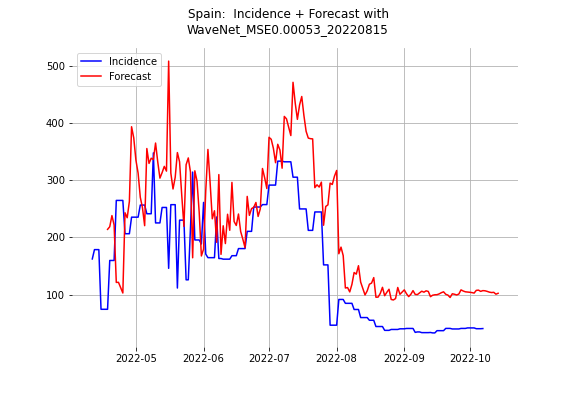 Spain:  Incidence + Forecast with
WaveNet_MSE0.00053_20220815
Incidence
Forecast
500
400
300
200
100
2022-05
2022-06
2022-07
2022-08
2022-09
2022-10